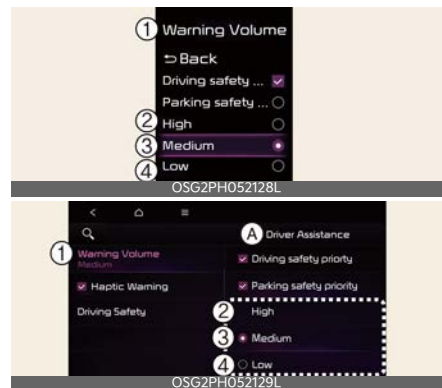 ① Warning Volume
Back
Driving safety ...
Parking safety ...
② High
③ Medium
④ Low
OSG2PH052128L
Ⓐ Driver Assistance
① Warning Volume
Medium
Driving safety priorty
Haptic Warning
Parking safety priority
Driving Safety
② High
③ Medium
④ Low
OSG2PH052129L